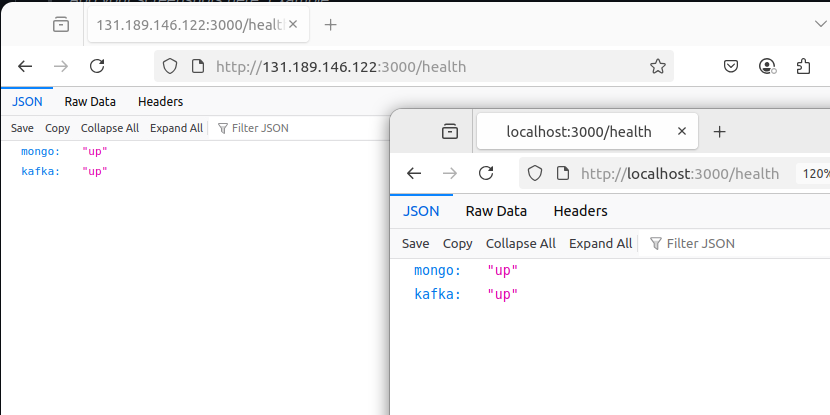 131.189.146.122:3000/healt
http://131.189.146.122:3000/health
JSON Raw Data Headers
Save Copy Collapse All Expand All Filter JSON
mongo: "up"
kafka: "up"
localhost:3000/health
http://localhost:3000/health 120%
JSON Raw Data Headers
Save Copy Collapse All Expand All Filter JSON
mongo: "up"
kafka: "up"